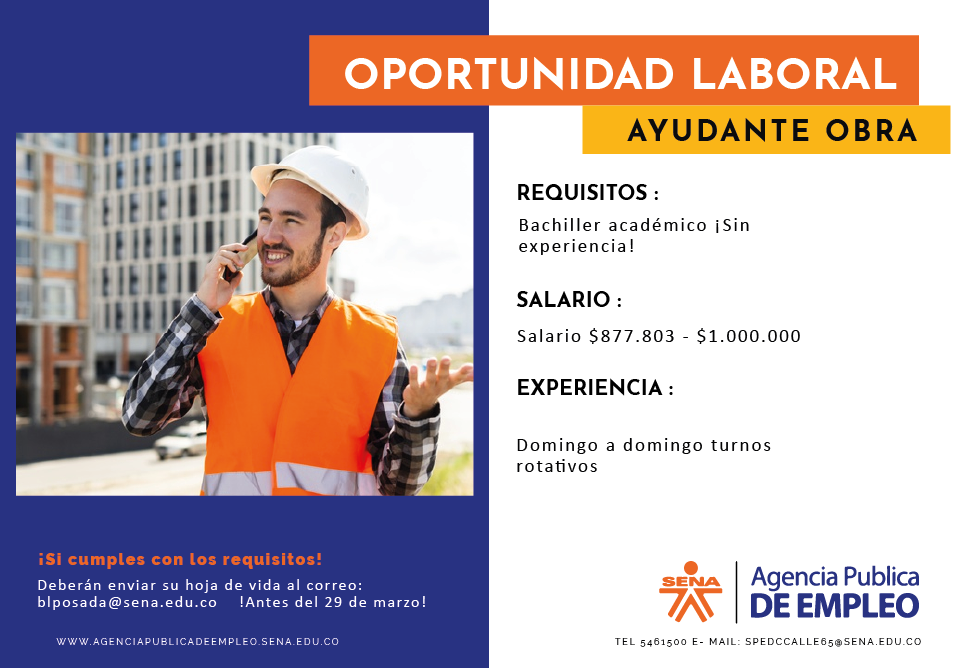 OPORTUNIDAD LABORAL
AYUDANTE OBRA
REQUISITOS :
Bachiller académico ¡Sin
experiencia!
SALARIO :
Salario $877.803 - $1.000.000
EXPERIENCIA :
Domingo a domingo turnos
rotativos
¡Si cumples con los requisitos!
Deberán enviar su hoja de vida al correo:
blposada@sena.edu.co !Antes del 29 de marzo!
WWW.AGENCIAPUBLICADEEMPLEO.SENA.EDU.CO
SENA
Agencia Publica
DE EMPLEO
TEL 5461500 E- MAIL: SPEDCCALLE65@SENA.EDU.CO